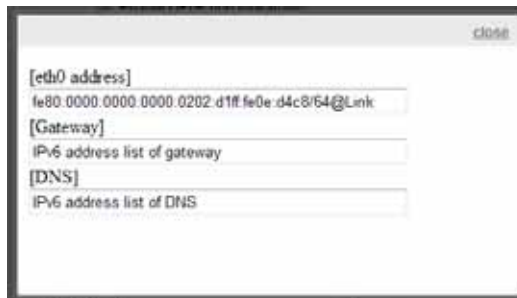 close
[eth0 address]
fe80:0000:0000:0000:0202:d1ff:fe0e:d4c8/64@Link
[Gateway]
IPv6 address list of gateway
[DNS]
IPv6 address list of DNS